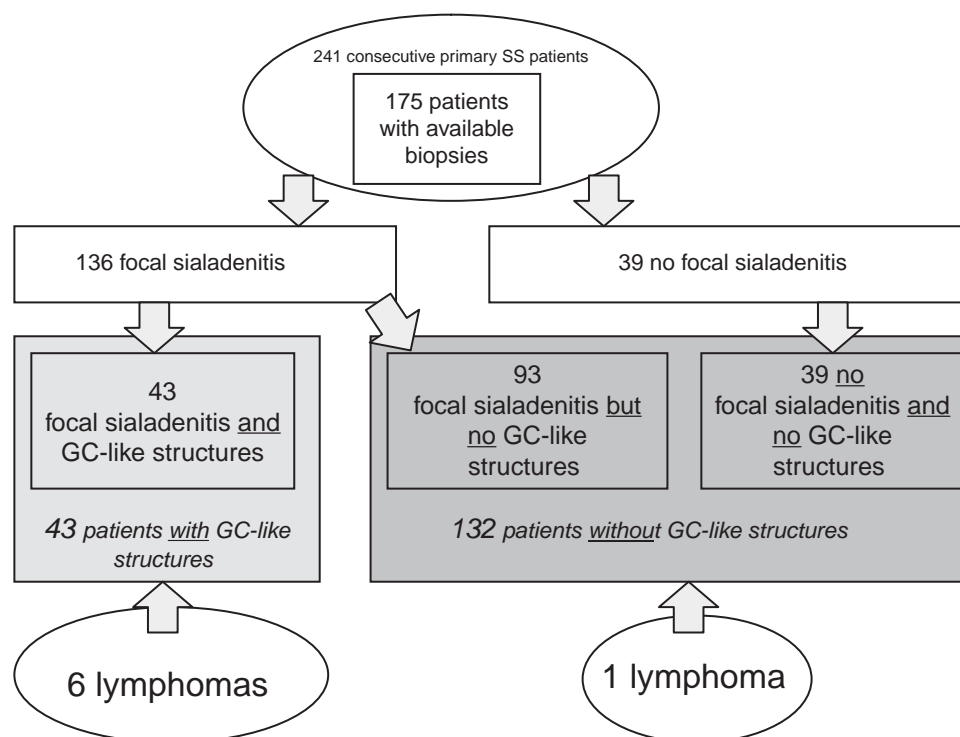 241 consecutive primary SS patients
175 patients
with available
biopsies
136 focal sialadenitis
39 no focal sialadenitis
43
focal sialadenitis and
GC-like structures
43 patients with GC-like
structures
93
focal sialadenitis but
no GC-like
structures
39 no
focal sialadenitis and
no GC-like
structures
132 patients without GC-like structures
6 lymphomas
1 lymphoma